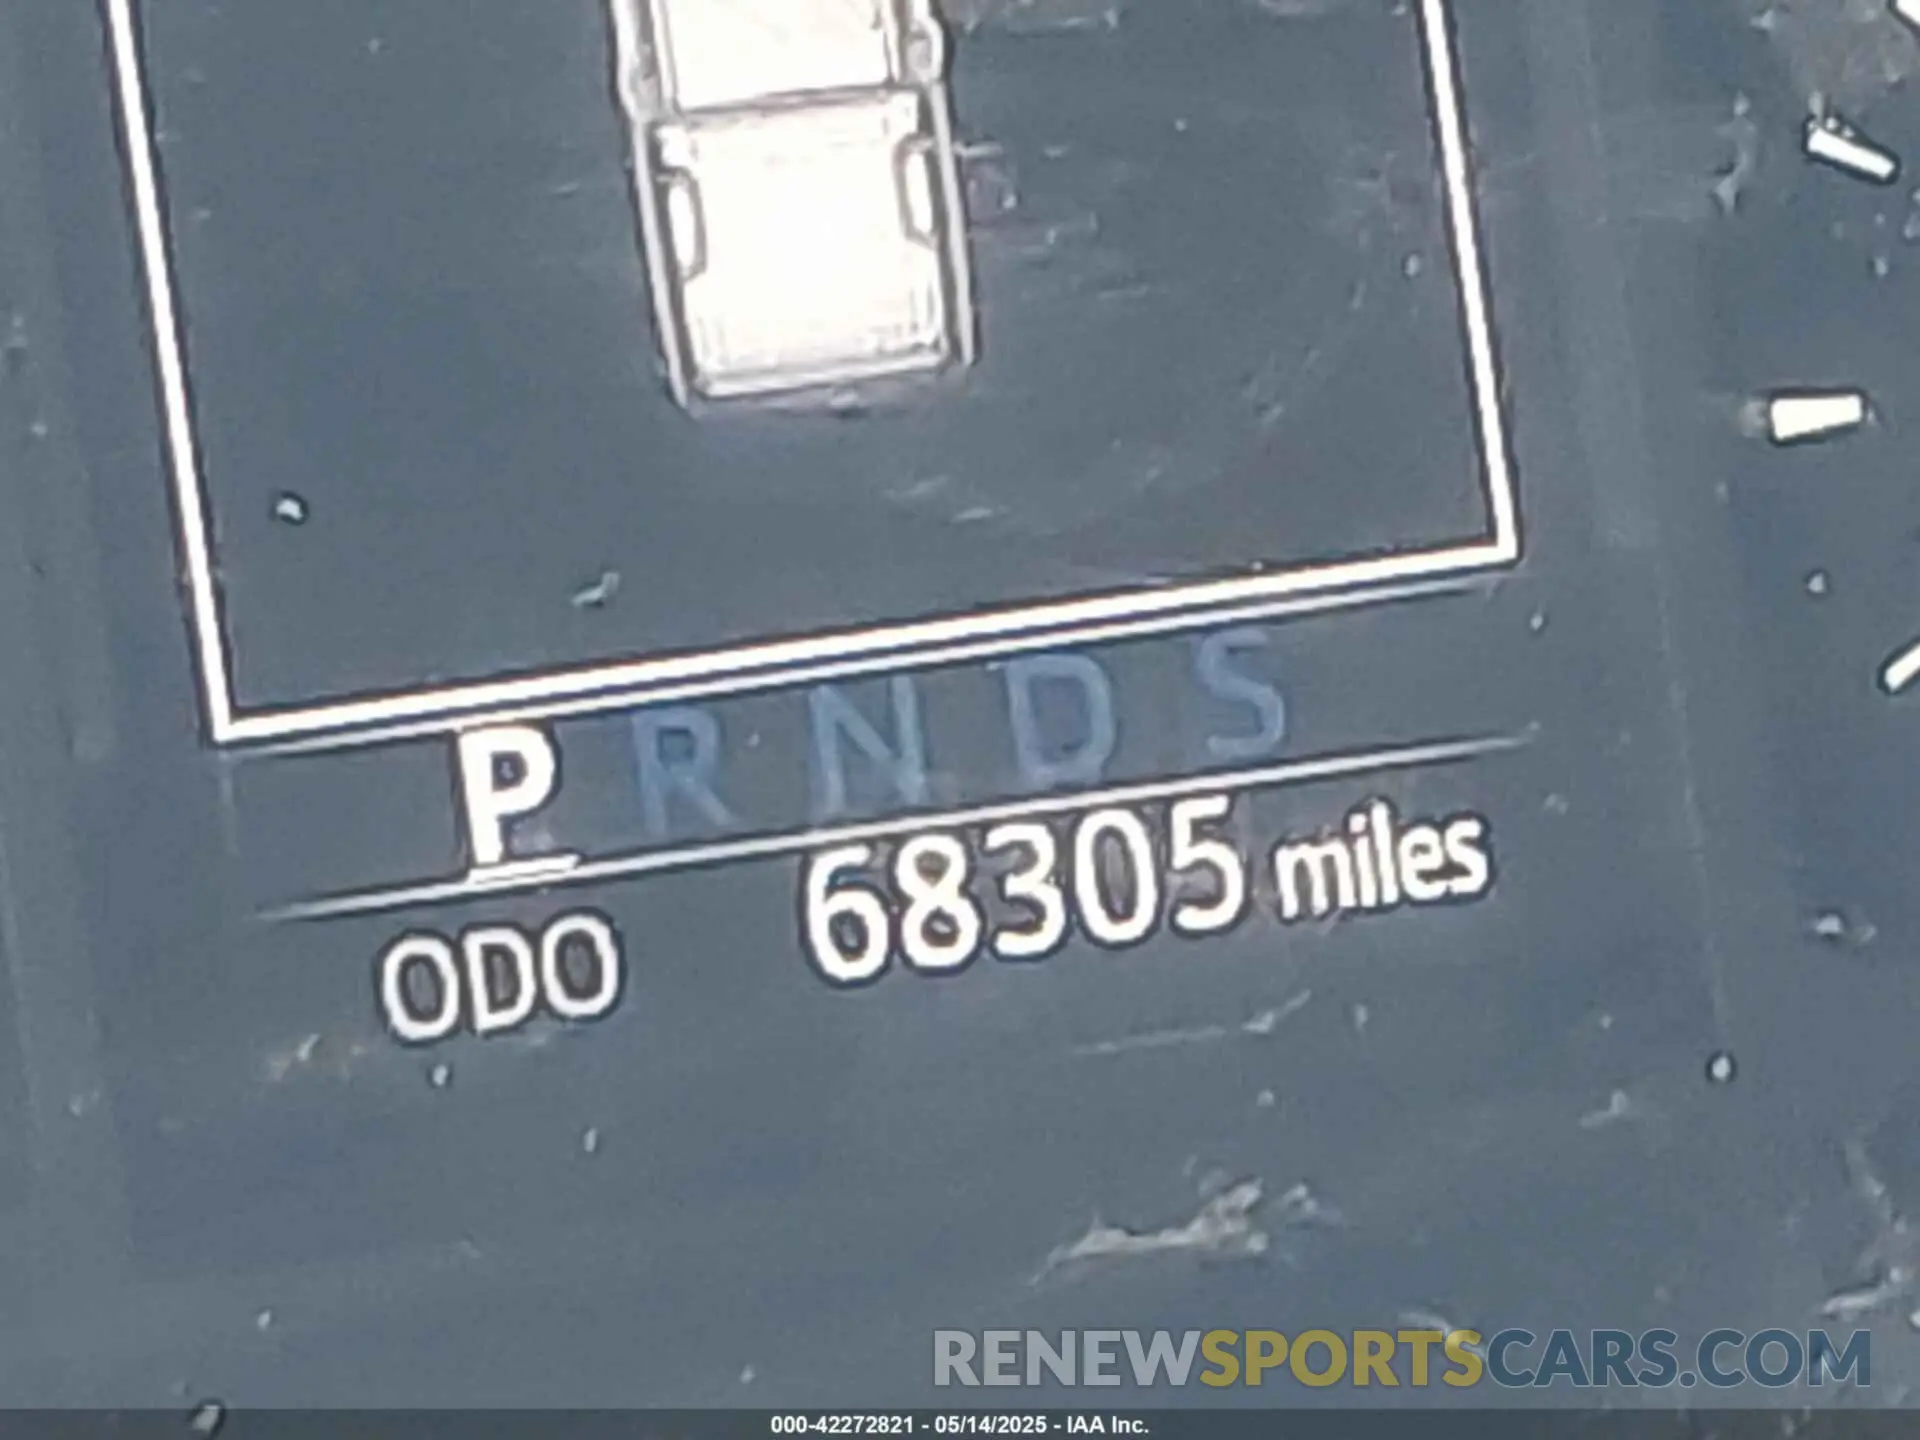 P R N D S
ODO 68305 miles
RENEWSPORTSCARS.COM
000-42272821 - 05/14/2025 - IAA Inc.